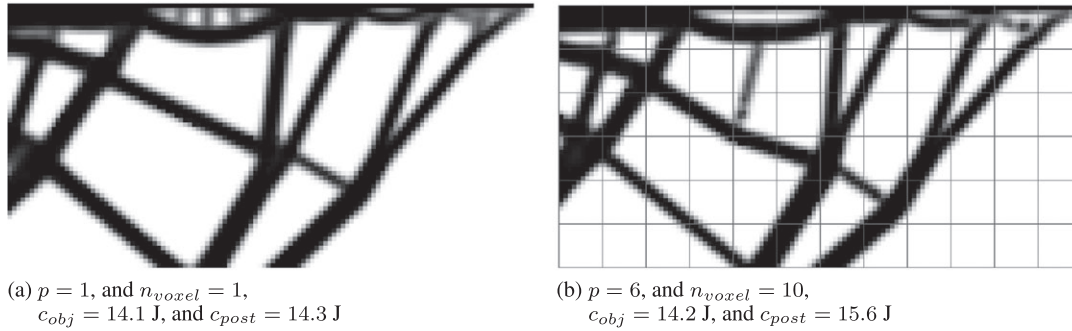 (a) p = 1, and n_voxel = 1,
c_obj = 14.1 J, and c_post = 14.3 J
(b) p = 6, and n_voxel = 10,
c_obj = 14.2 J, and c_post = 15.6 J